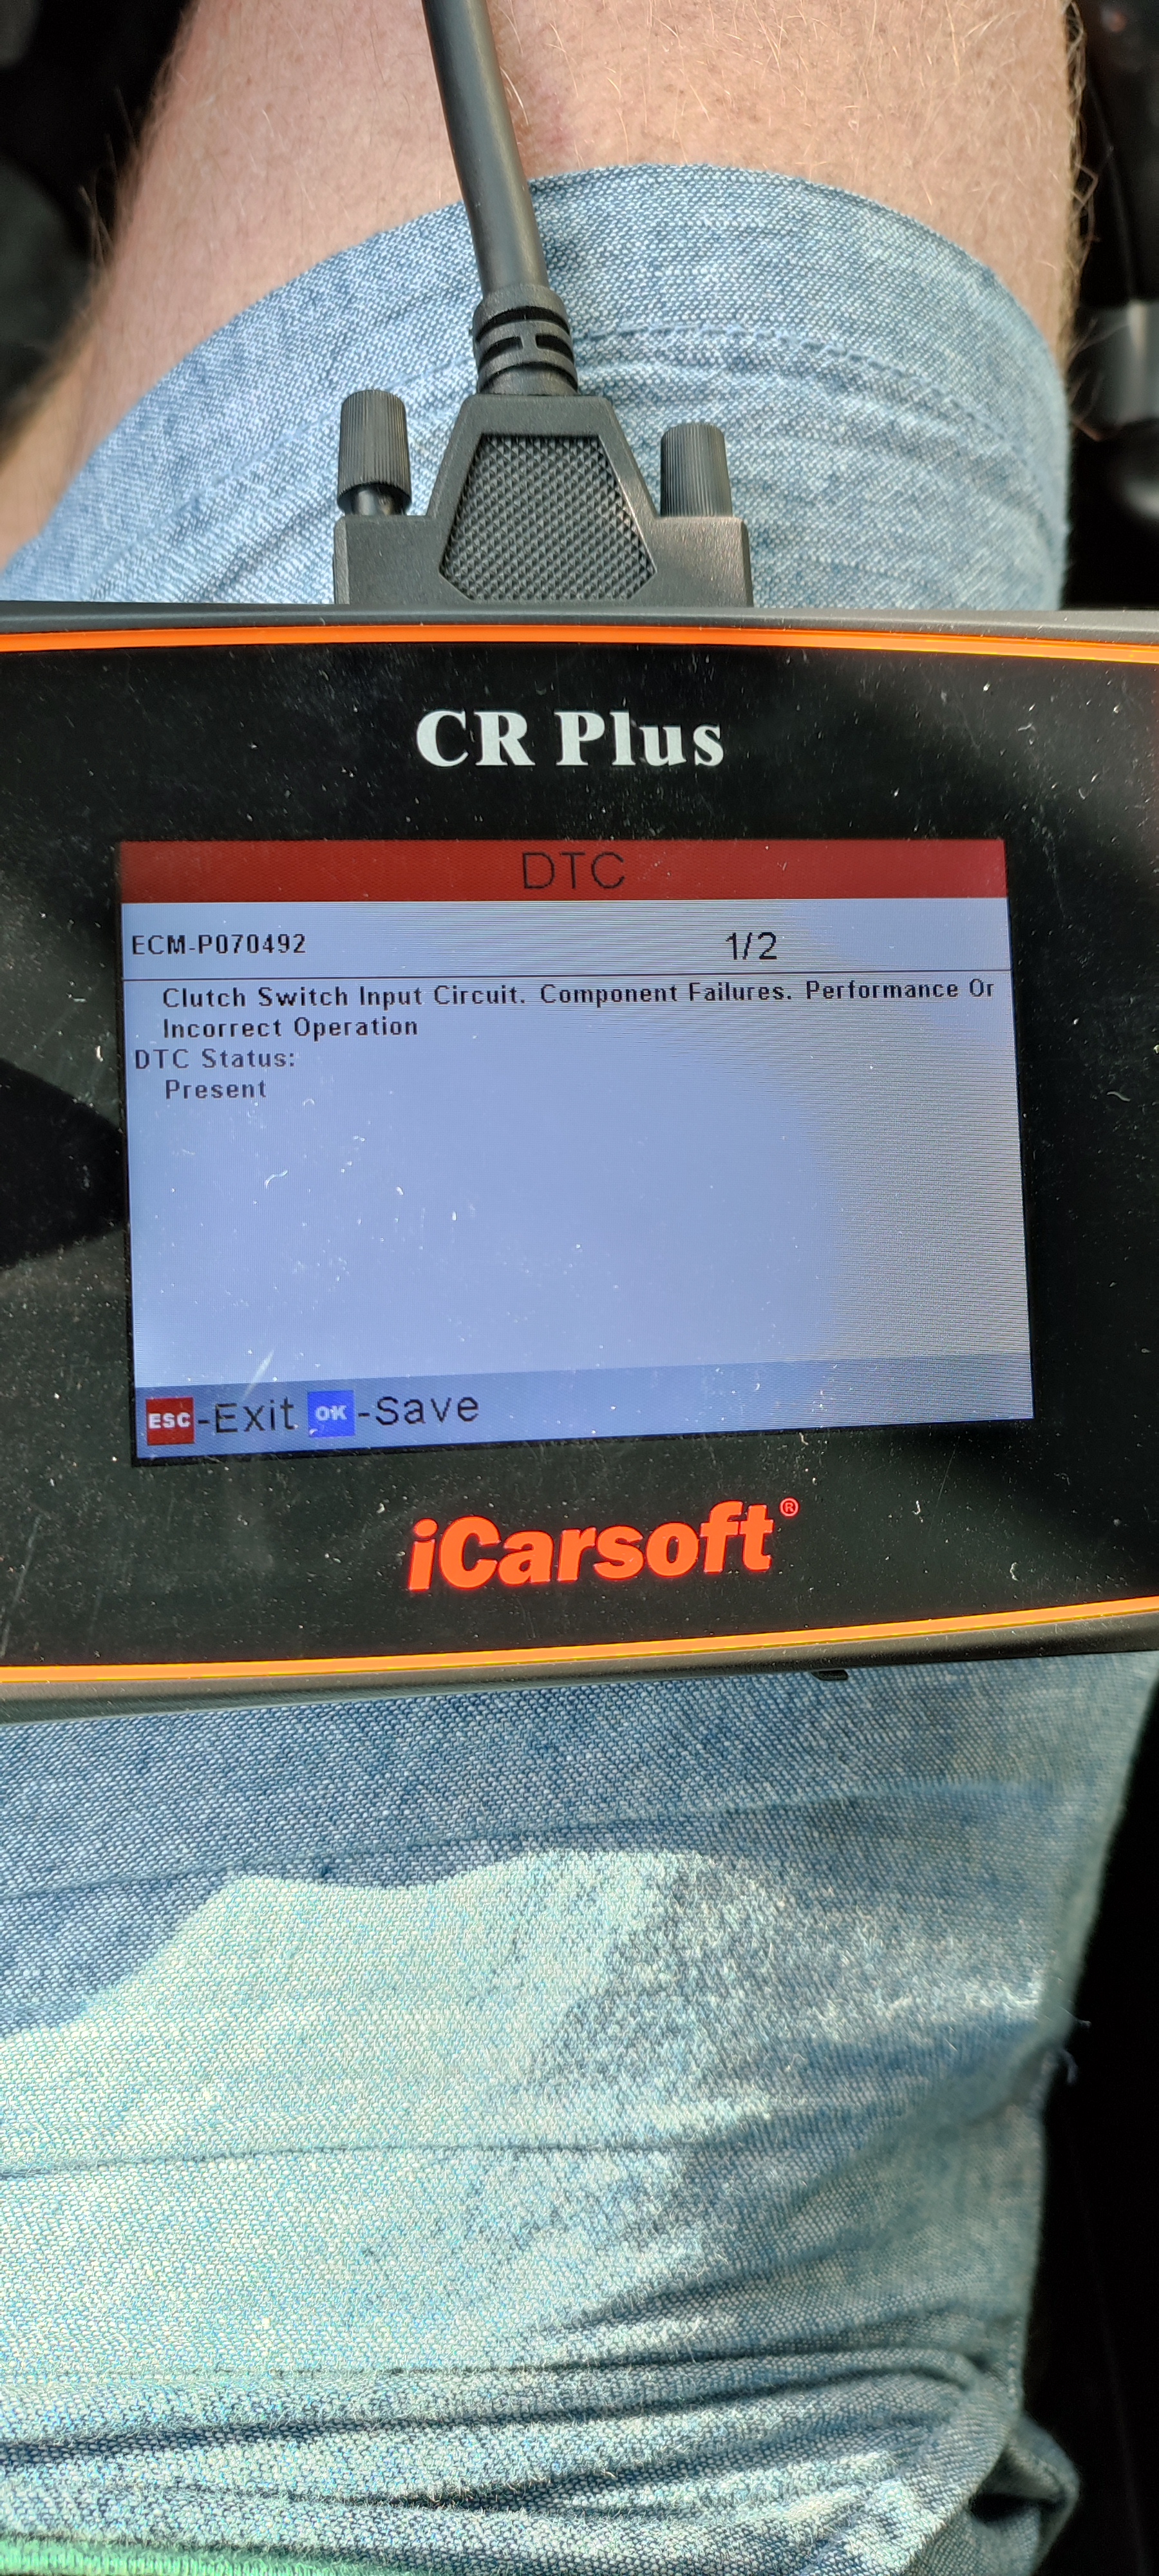 CR Plus
DTC
ECM-P070492 1/2
Clutch Switch Input Circuit. Component Failures. Performance Or
Incorrect Operation
DTC Status:
Present
ESC-Exit OK-Save
iCarsoft®